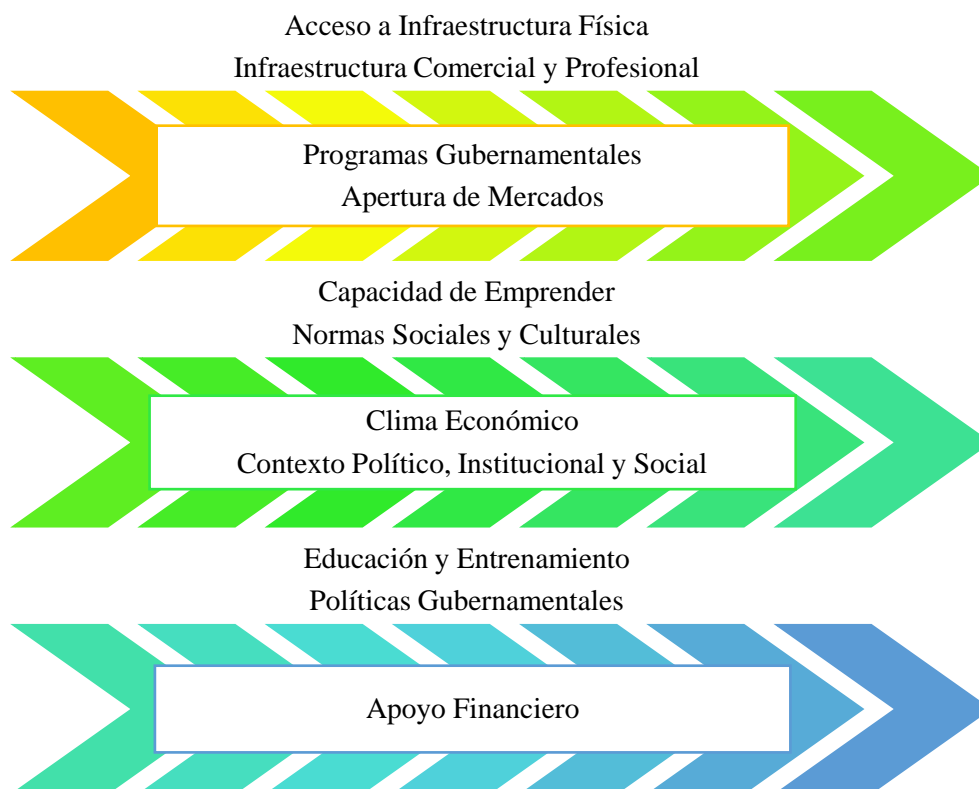 Acceso a Infraestructura Física
Infraestructura Comercial y Profesional
Programas Gubernamentales
Apertura de Mercados
Capacidad de Emprender
Normas Sociales y Culturales
Clima Económico
Contexto Político, Institucional y Social
Educación y Entrenamiento
Políticas Gubernamentales
Apoyo Financiero